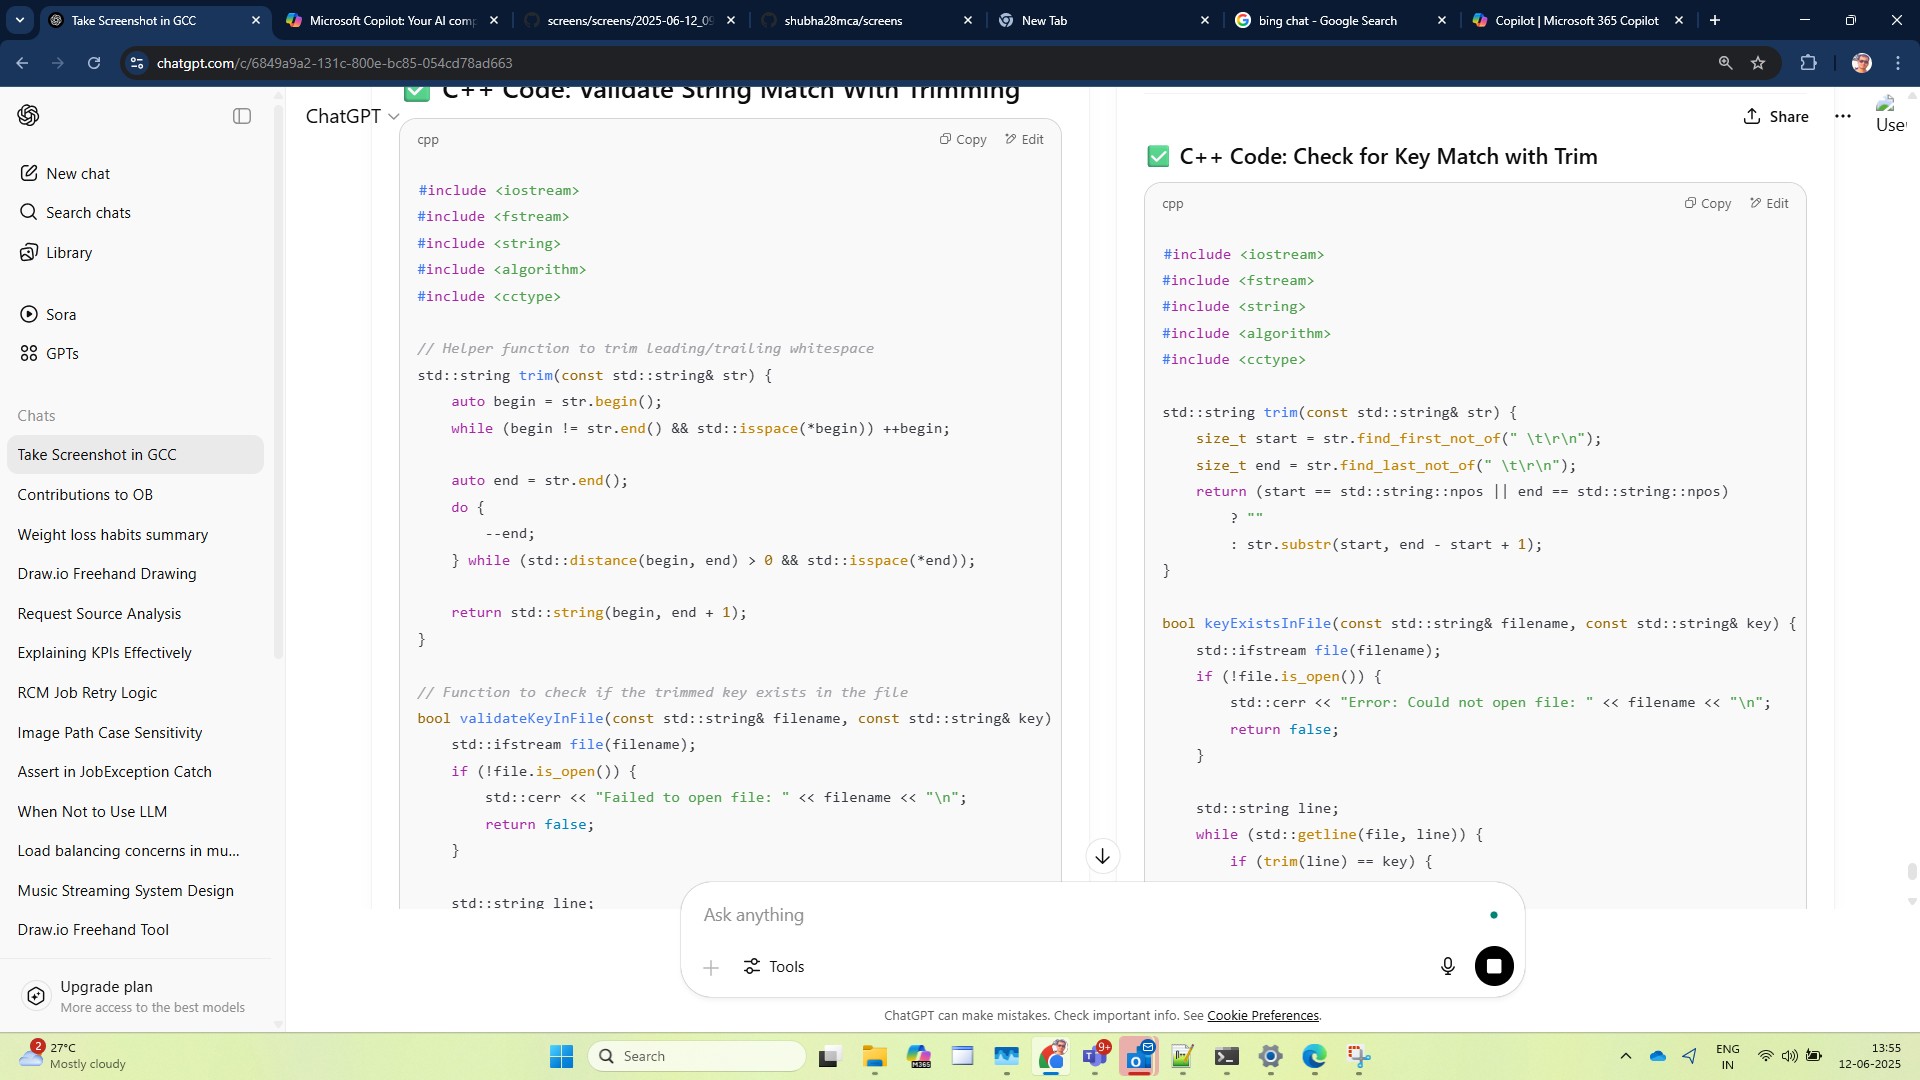 Take Screenshot in GCC
Microsoft Copilot: Your AI comp
screens/screens/2025-06-12_09
shubha28mca/screens
New Tab
bing chat - Google Search
Copilot | Microsoft 365 Copilot
chatgpt.com/c/6849a9a2-131c-800e-bc85-054cd78ad663
ChatGPT
Share
User
New chat
Search chats
Library
Sora
GPTs
Chats
Take Screenshot in GCC
Contributions to OB
Weight loss habits summary
Draw.io Freehand Drawing
Request Source Analysis
Explaining KPIs Effectively
RCM Job Retry Logic
Image Path Case Sensitivity
Assert in JobException Catch
When Not to Use LLM
Load balancing concerns in mu...
Music Streaming System Design
Draw.io Freehand Tool
Upgrade plan
More access to the best models
C++ Code: Validate String Match With Trimming
cpp
Copy
Edit
#include <iostream>
#include <fstream>
#include <string>
#include <algorithm>
#include <cctype>
// Helper function to trim leading/trailing whitespace
std::string trim(const std::string& str) {
    auto begin = str.begin();
    while (begin != str.end() && std::isspace(*begin)) ++begin;
    auto end = str.end();
    do {
        --end;
    } while (std::distance(begin, end) > 0 && std::isspace(*end));
    return std::string(begin, end + 1);
}
// Function to check if the trimmed key exists in the file
bool validateKeyInFile(const std::string& filename, const std::string& key)
    std::ifstream file(filename);
    if (!file.is_open()) {
        std::cerr << "Failed to open file: " << filename << "\n";
        return false;
    }
    std::string line;
C++ Code: Check for Key Match with Trim
cpp
Copy
Edit
#include <iostream>
#include <fstream>
#include <string>
#include <algorithm>
#include <cctype>
std::string trim(const std::string& str) {
    size_t start = str.find_first_not_of(" \t\r\n");
    size_t end = str.find_last_not_of(" \t\r\n");
    return (start == std::string::npos || end == std::string::npos)
        ? ""
        : str.substr(start, end - start + 1);
}
bool keyExistsInFile(const std::string& filename, const std::string& key) {
    std::ifstream file(filename);
    if (!file.is_open()) {
        std::cerr << "Error: Could not open file: " << filename << "\n";
        return false;
    }
    std::string line;
    while (std::getline(file, line)) {
        if (trim(line) == key) {
Ask anything
Tools
ChatGPT can make mistakes. Check important info. See Cookie Preferences.
2
27°C
Mostly cloudy
Search
M365
9+
ENG
IN
13:55
12-06-2025